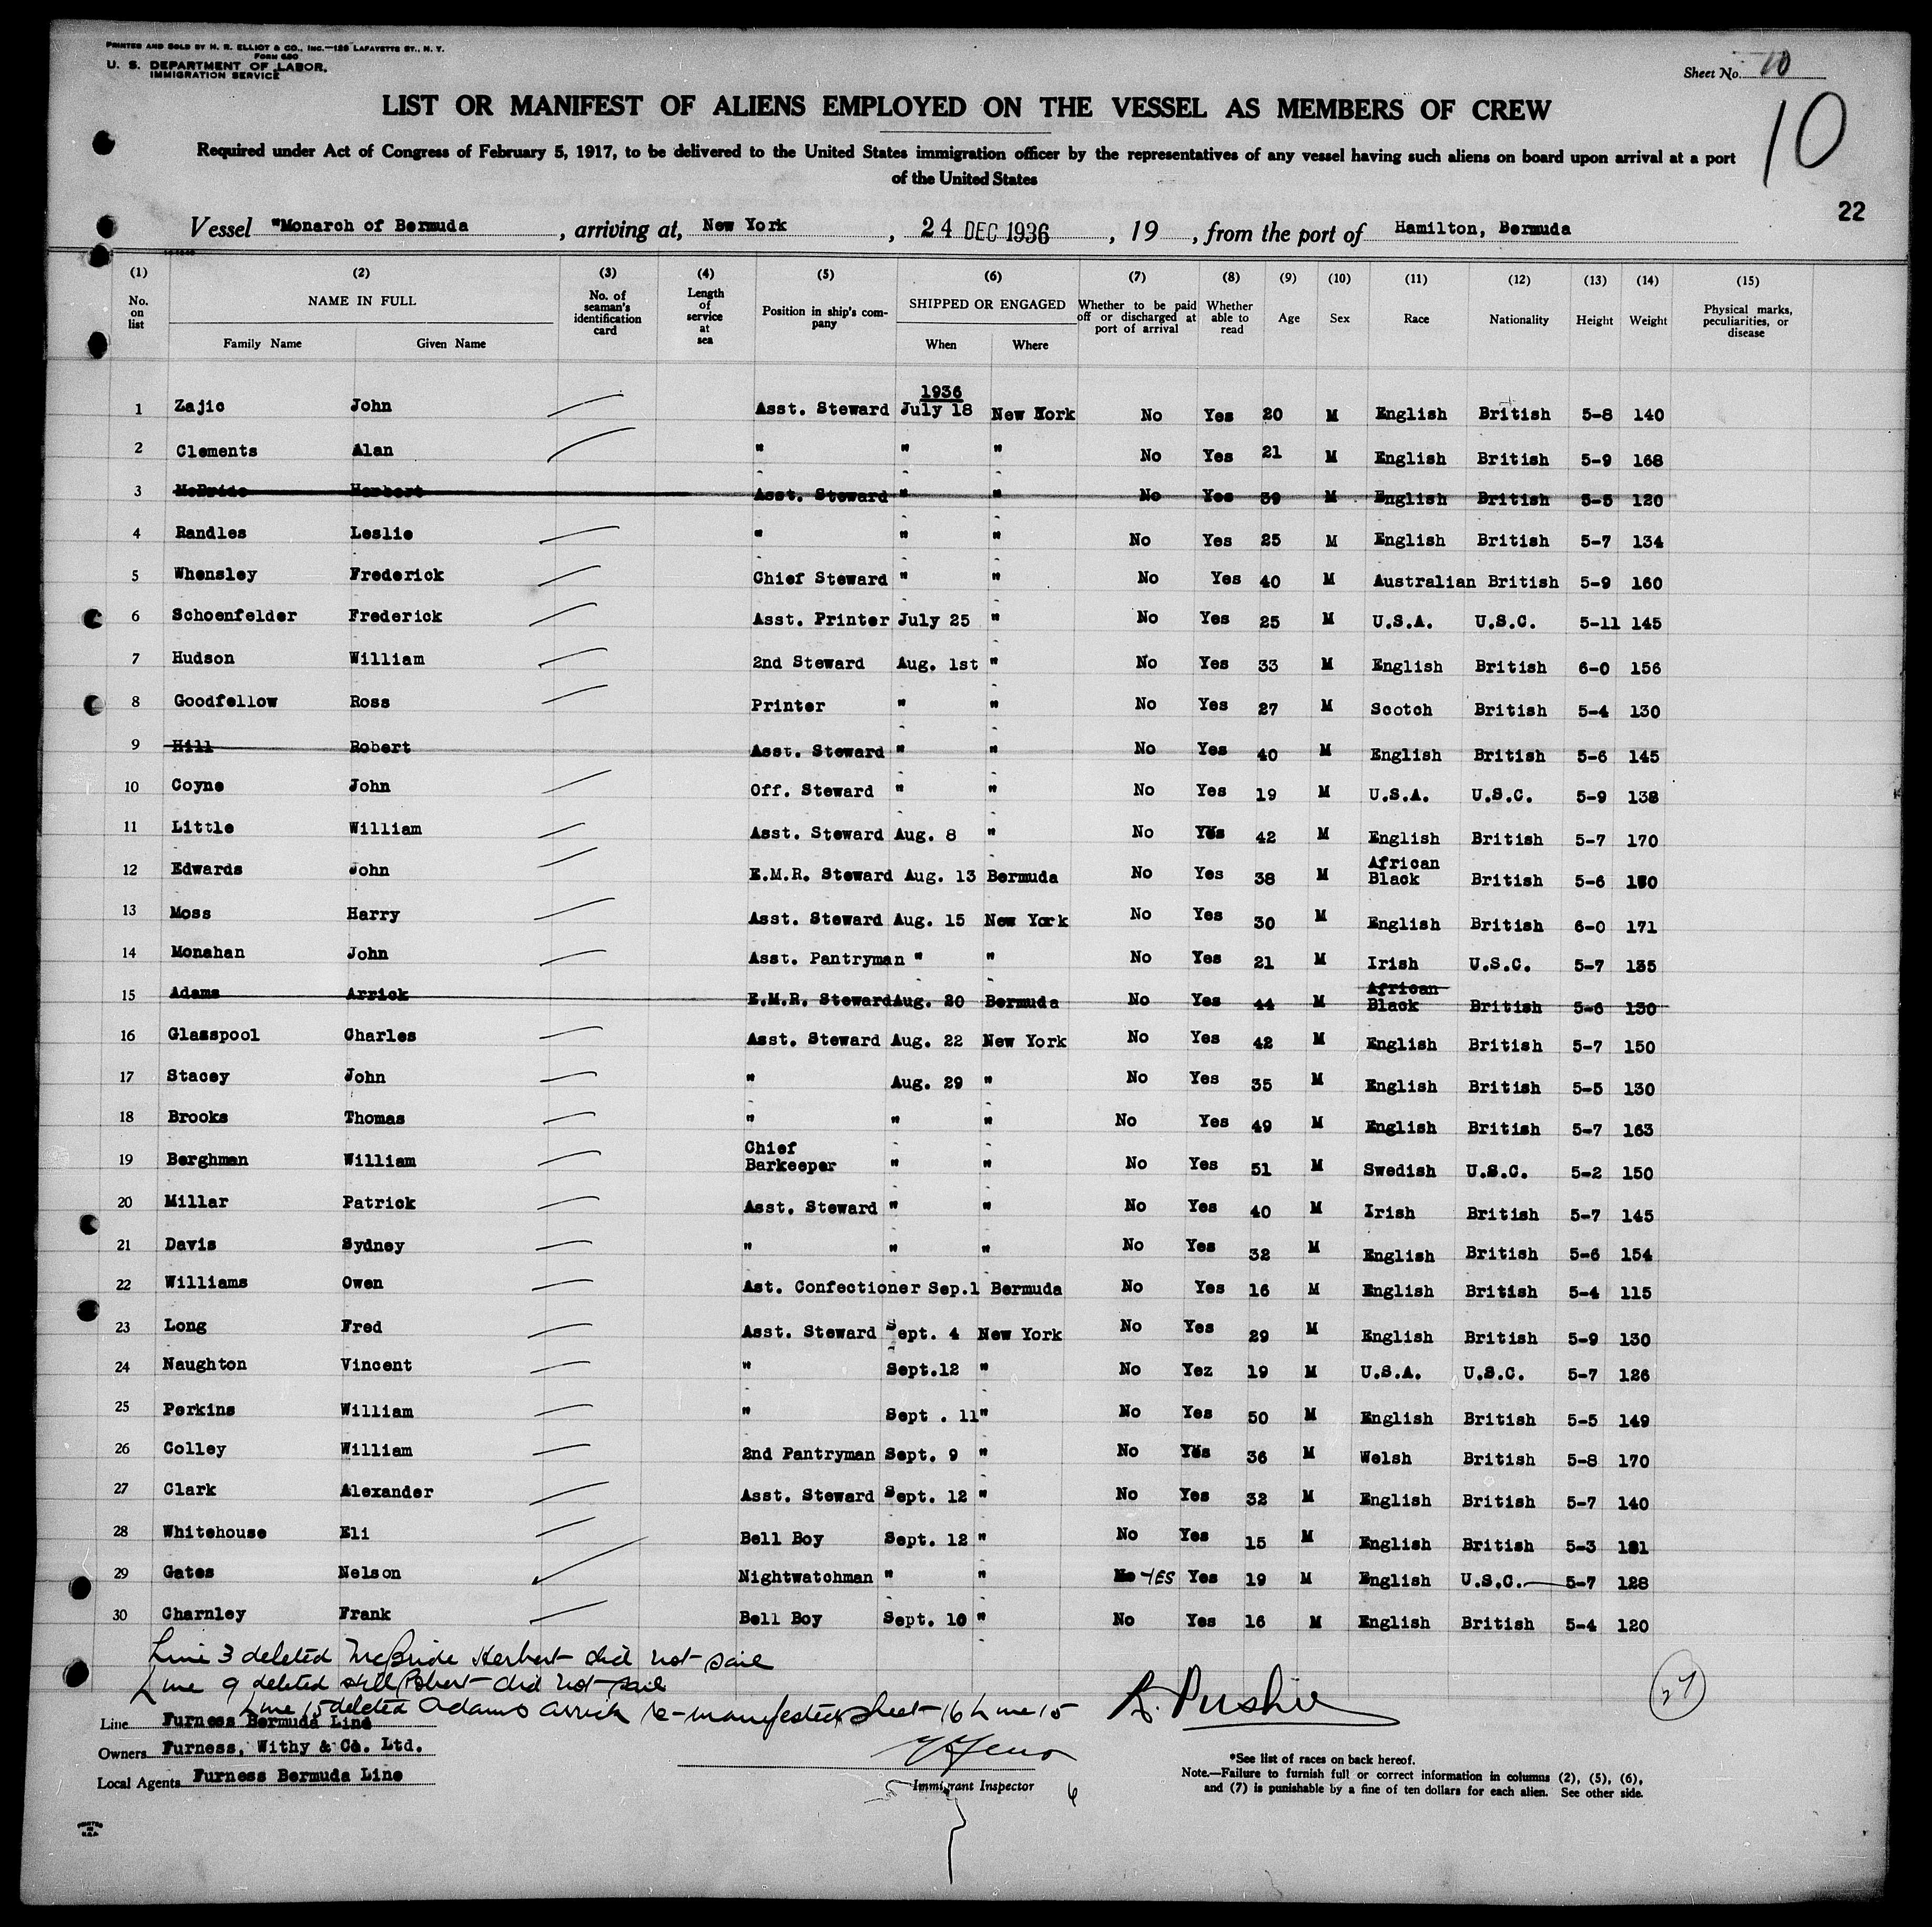 PRINTED AND SOLD BY H. R. ELLIOT & CO., INC.—129 LAFAYETTE ST., N. Y.
FORM 680
U. S. DEPARTMENT OF LABOR,
IMMIGRATION SERVICE
Sheet No. 10
10
LIST OR MANIFEST OF ALIENS EMPLOYED ON THE VESSEL AS MEMBERS OF CREW
Required under Act of Congress of February 5, 1917, to be delivered to the United States immigration officer by the representatives of any vessel having such aliens on board upon arrival at a port
of the United States
22
Vessel "Monarch of Bermuda , arriving at, New York , 24 DEC 1936 , 19 , from the port of Hamilton, Bermuda
(1) (2) (3) (4) (5) (6) (7) (8) (9) (10) (11) (12) (13) (14) (15)
No. on list NAME IN FULL Family Name Given Name No. of seaman's identification card Length of service at sea Position in ship's company SHIPPED OR ENGAGED When Where Whether to be paid off or discharged at port of arrival Whether able to read Age Sex Race Nationality Height Weight Physical marks, peculiarities, or disease
1936
1 Zajic John Asst. Steward July 18 New York No Yes 20 M English British 5-8 140
2 Clements Alan " " " No Yes 21 M English British 5-9 168
3 McBride Herbert Asst. Steward " " No Yes 59 M English British 5-5 120
4 Randles Leslie " " " No Yes 25 M English British 5-7 134
5 Whensley Frederick Chief Steward " " No Yes 40 M Australian British 5-9 160
6 Schoenfelder Frederick Asst. Printer July 25 " No Yes 25 M U.S.A. U.S.C. 5-11 145
7 Hudson William 2nd Steward Aug. 1st " No Yes 33 M English British 6-0 156
8 Goodfellow Ross Printer " " No Yes 27 M Scotch British 5-4 130
9 Hill Robert Asst. Steward " " No Yes 40 M English British 5-6 145
10 Coyne John Off. Steward " " No Yes 19 M U.S.A. U.S.C. 5-9 138
11 Little William Asst. Steward Aug. 8 " No Yes 42 M English British 5-7 170
12 Edwards John E.M.R. Steward Aug. 13 Bermuda No Yes 38 M African Black British 5-6
13 Moss Harry Asst. Steward Aug. 15 New York No Yes 30 M English British 6-0 171
14 Monahan John Asst. Pantryman " " No Yes 21 M Irish U.S.C. 5-7 135
15 Adams Arrick E.M.R. Steward Aug. 20 Bermuda No Yes 44 M African Black British 5-6 130
16 Glasspool Charles Asst. Steward Aug. 22 New York No Yes 42 M English British 5-7 150
17 Stacey John " Aug. 29 " No Yes 35 M English British 5-5 130
18 Brooks Thomas " " " No Yes 49 M English British 5-7 163
19 Berghman William Chief Barkeeper " " No Yes 51 M Swedish U.S.C. 5-2 150
20 Millar Patrick Asst. Steward " " No Yes 40 M Irish British 5-7 145
21 Davis Sydney " " " No Yes 32 M English British 5-6 154
22 Williams Owen Ast. Confectioner Sep.1 Bermuda No Yes 16 M English British 5-4 115
23 Long Fred Asst. Steward Sept. 4 New York No Yes 29 M English British 5-9 130
24 Naughton Vincent " Sept.12 " No Yez 19 M U.S.A. U.S.C. 5-7 126
25 Perkins William " Sept . 11 " No Yes 50 M English British 5-5 149
26 Colley William 2nd Pantryman Sept. 9 " No Yes 36 M Welsh British 5-8 170
27 Clark Alexander Asst. Steward Sept. 12 " No Yes 32 M English British 5-7 140
28 Whitehouse Eli Bell Boy Sept. 12 " No Yes 15 M English British 5-3
29 Gates Nelson Nightwatchman " " No YES Yes 19 M English U.S.C. 5-7 128
30 Charnley Frank Bell Boy Sept. 10 " No Yes 16 M English British 5-4 120
Line 3 deleted McBride Herbert did not sail
Line 9 deleted Hill Robert did not sail
Line 15 deleted Adams Arrick re-manifested sheet 16 Line 15
27
Line Furness Bermuda Line
Owners Furness, Withy & Co. Ltd.
Local Agents Furness Bermuda Line
Immigrant Inspector
*See list of races on back hereof.
Note.—Failure to furnish full or correct information in columns (2), (5), (6),
and (7) is punishable by a fine of ten dollars for each alien. See other side.
PRINTED
IN
U.S.A.